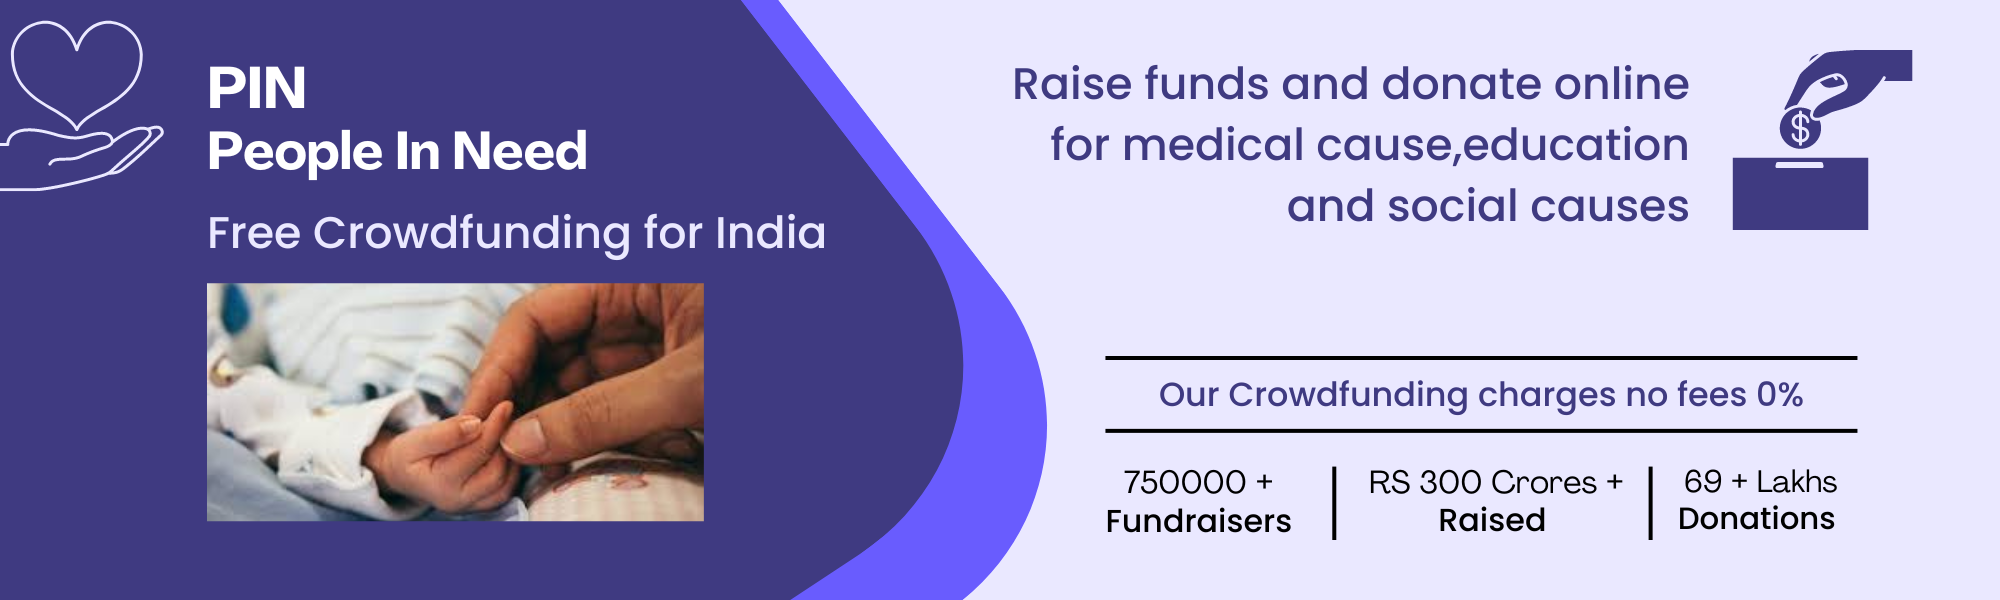 PIN
People In Need
Free Crowdfunding for India
Raise funds and donate online
for medical cause,education
and social causes
$
Our Crowdfunding charges no fees 0%
750000 +
Fundraisers
RS 300 Crores +
Raised
69 + Lakhs
Donations